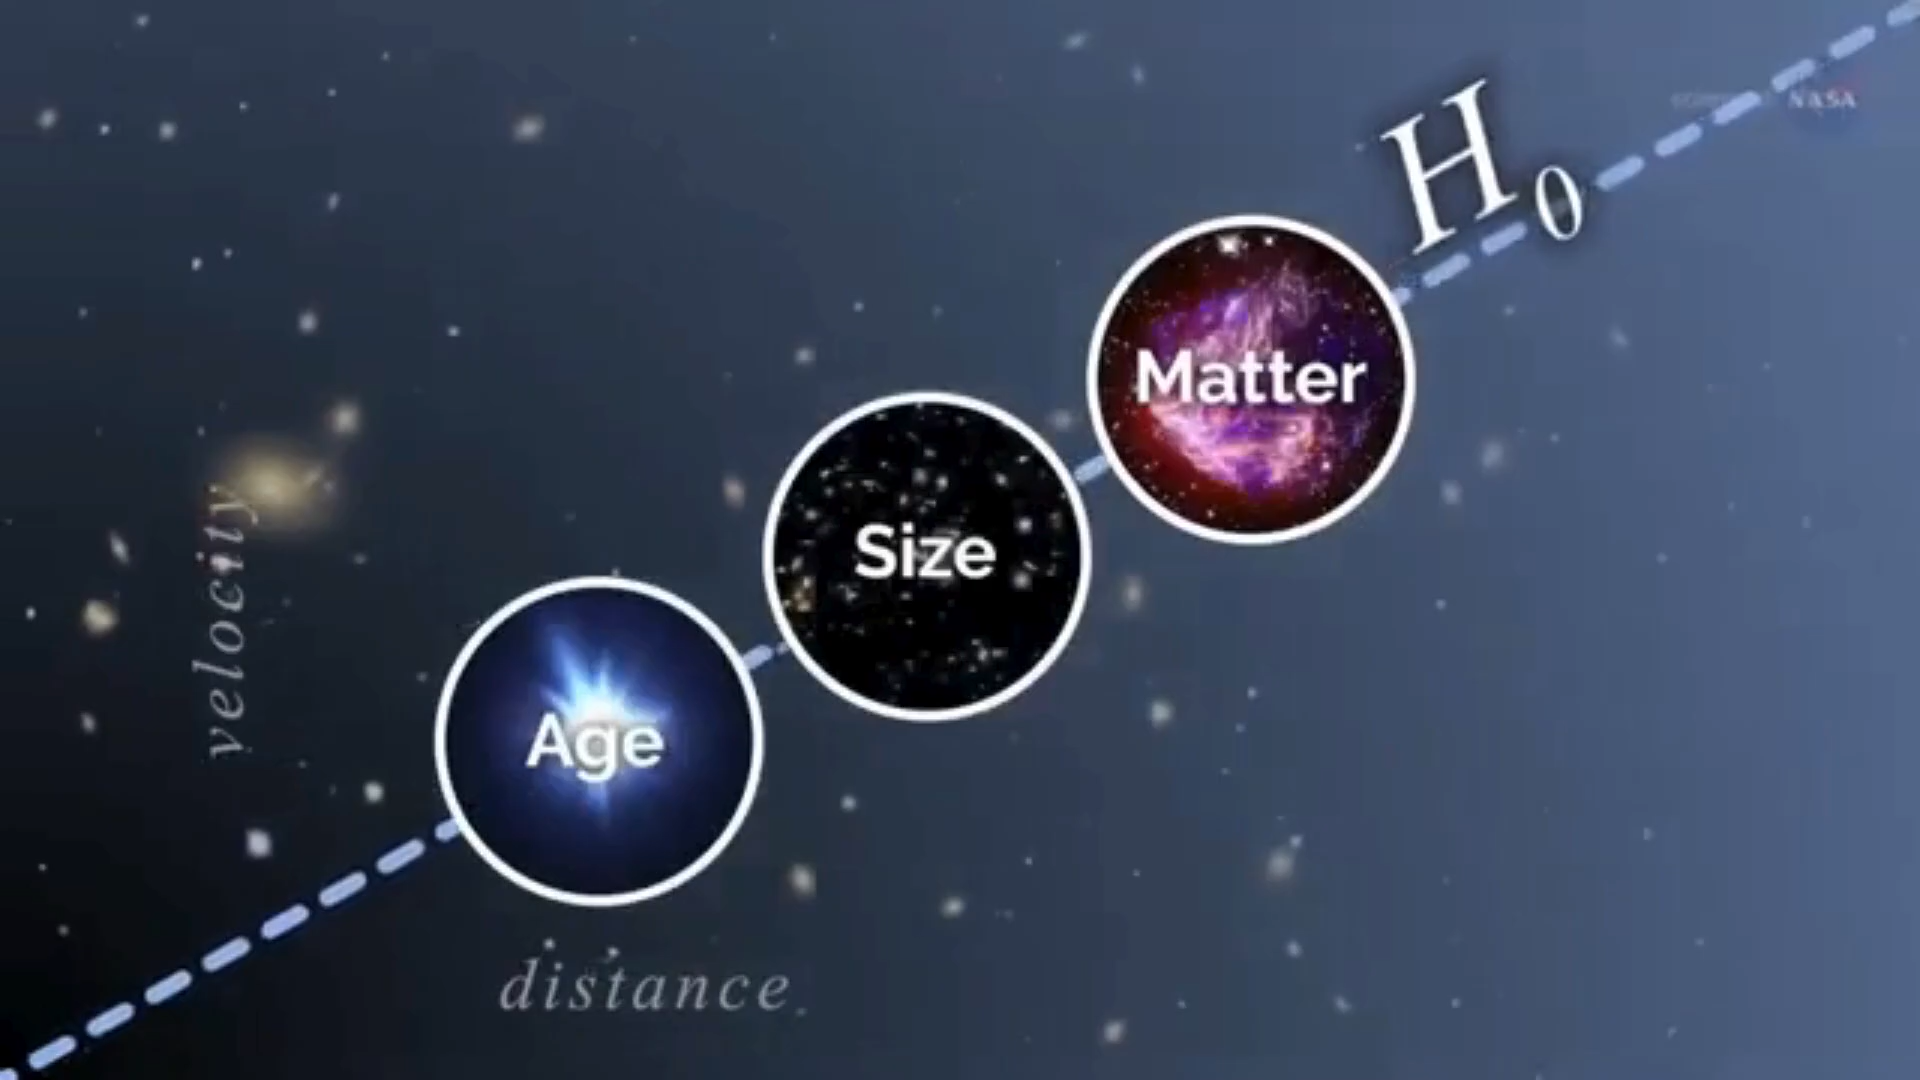 H₀
NASA
Matter
Size
velocity
Age
distance